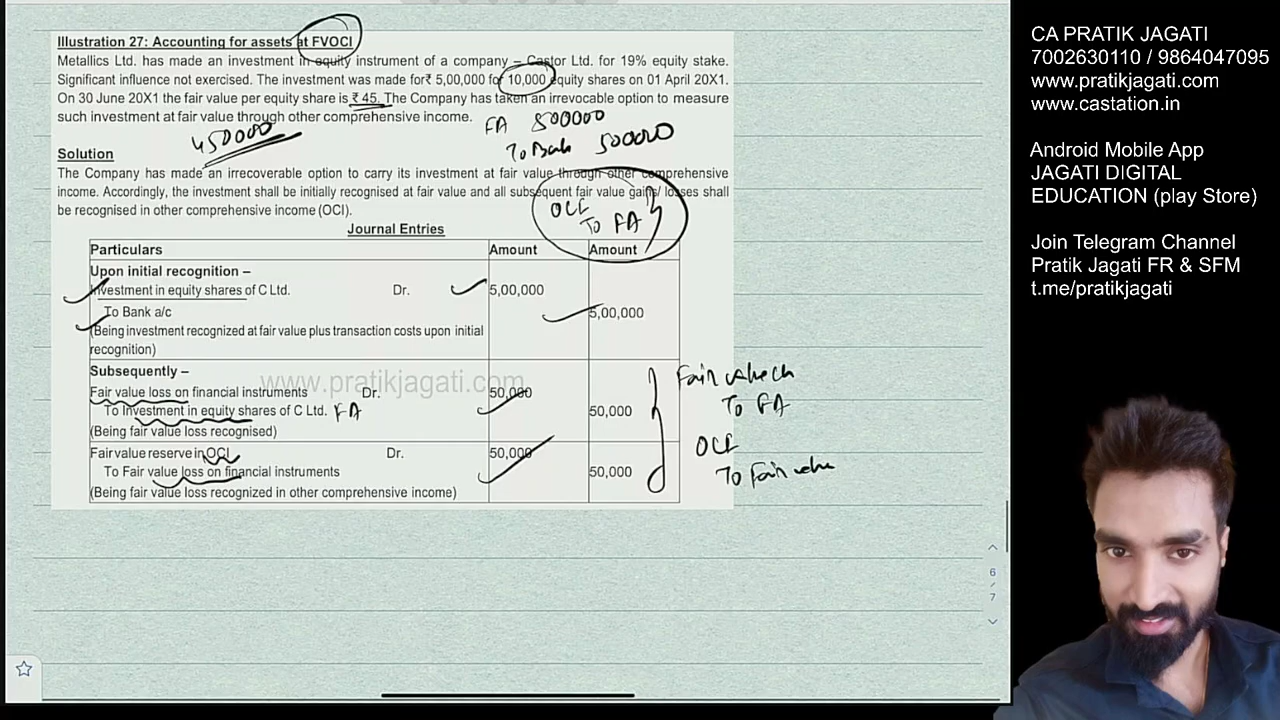 Illustration 27: Accounting for assets at FVOCI
Metallics Ltd. has made an investment in equity instrument of a company – Castor Ltd. for 19% equity stake.
Significant influence not exercised. The investment was made for₹ 5,00,000 for 10,000 equity shares on 01 April 20X1.
On 30 June 20X1 the fair value per equity share is ₹ 45. The Company has taken an irrevocable option to measure
such investment at fair value through other comprehensive income.
FA 500000
To Bank 500000
450000
Solution
The Company has made an irrecoverable option to carry its investment at fair value through other comprehensive
income. Accordingly, the investment shall be initially recognised at fair value and all subsequent fair value gains/ losses shall
be recognised in other comprehensive income (OCI).
OCI
To FA
Journal Entries
Particulars Amount Amount
Upon initial recognition –
Investment in equity shares of C Ltd. Dr. 5,00,000
To Bank a/c 5,00,000
(Being investment recognized at fair value plus transaction costs upon initial
recognition)
Subsequently –
Fair value loss on financial instruments Dr. 50,000
To Investment in equity shares of C Ltd. FA 50,000
(Being fair value loss recognised)
Fair value reserve in OCI Dr. 50,000
To Fair value loss on financial instruments 50,000
(Being fair value loss recognized in other comprehensive income)
Fair value
To FA
OCI
To Fair value
www.pratikjagati.com
6
/
7
CA PRATIK JAGATI
7002630110 / 9864047095
www.pratikjagati.com
www.castation.in
Android Mobile App
JAGATI DIGITAL
EDUCATION (play Store)
Join Telegram Channel
Pratik Jagati FR & SFM
t.me/pratikjagati